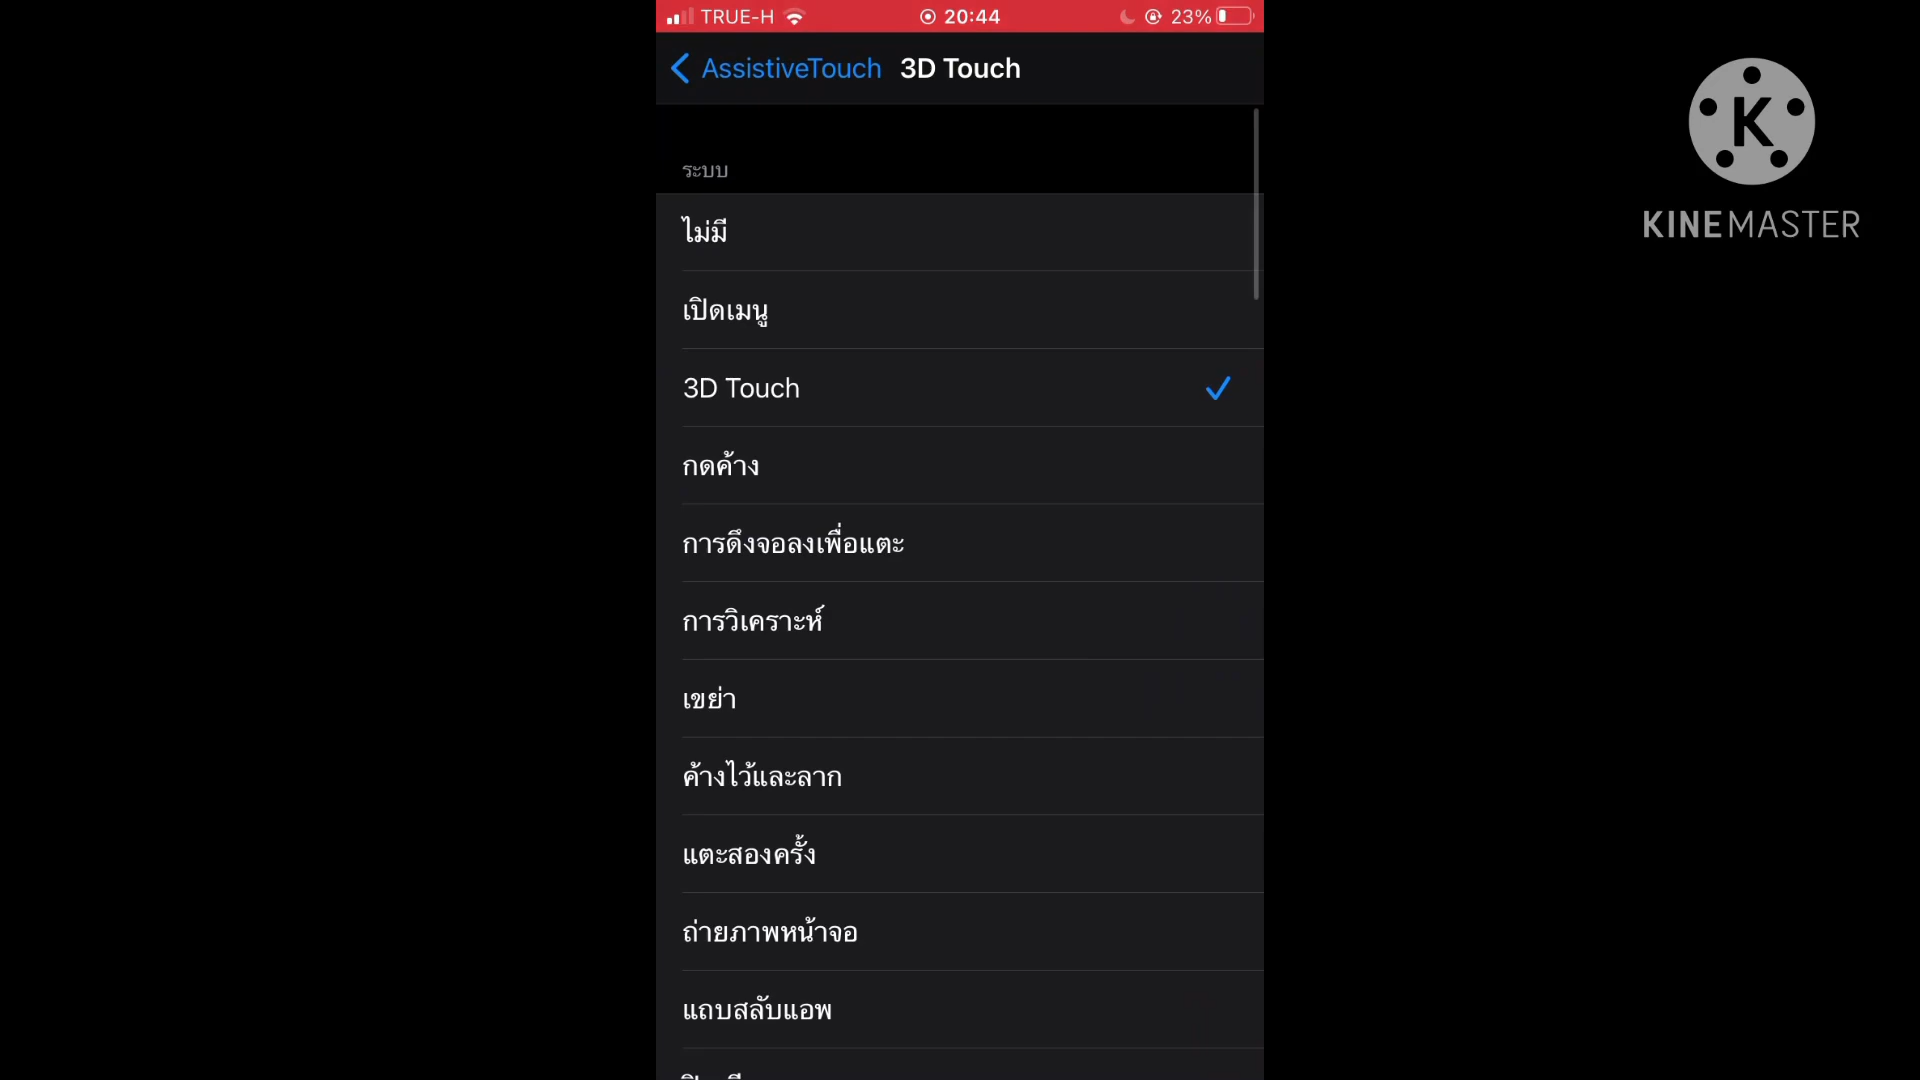 TRUE-H 20:44 23%
AssistiveTouch 3D Touch
ระบบ
ไม่มี
เปิดเมนู
3D Touch
กดค้าง
การดึงจอลงเพื่อแตะ
การวิเคราะห์
เขย่า
ค้างไว้และลาก
แตะสองครั้ง
ถ่ายภาพหน้าจอ
แถบสลับแอพ
K
KINEMASTER